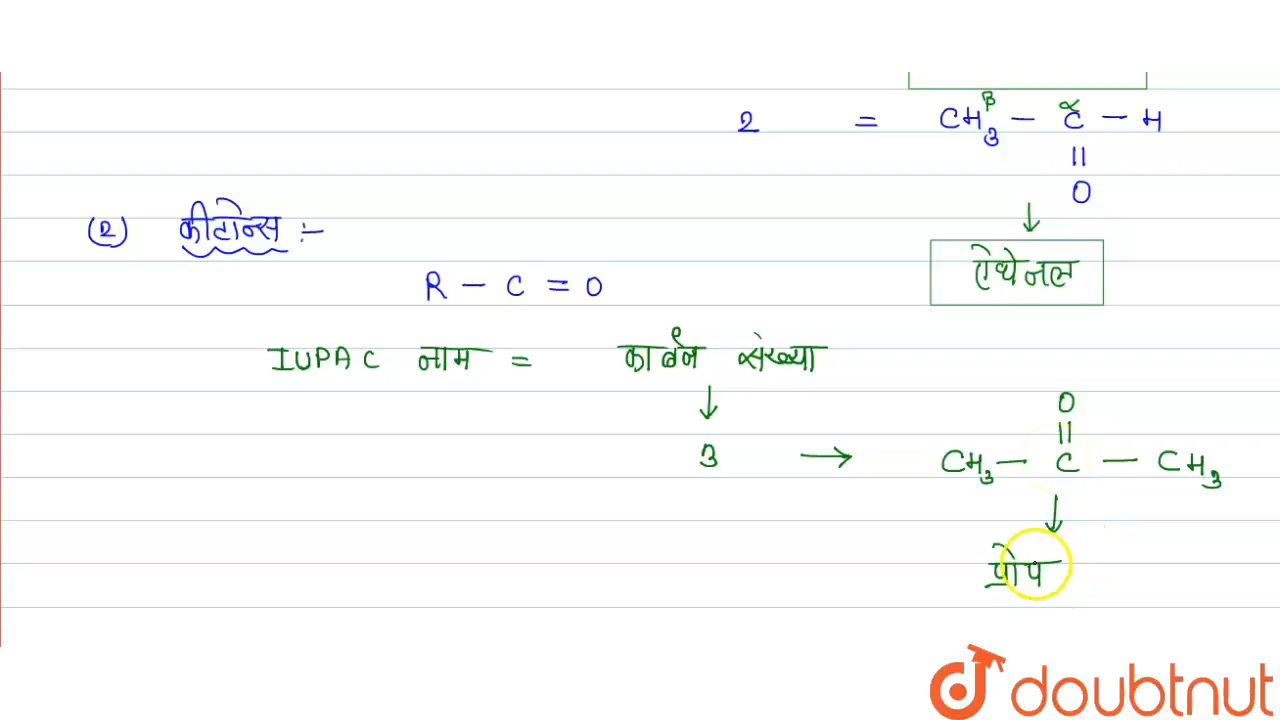 β α
2 = CH3 — C — H
||
O
↓
(2) कीटोन्स :-
ऐथेनल
R — C = O
IUPAC नाम = कार्बन संख्या
↓
O
||
3 → CH3 — C — CH3
↓
प्रोप
doubtnut